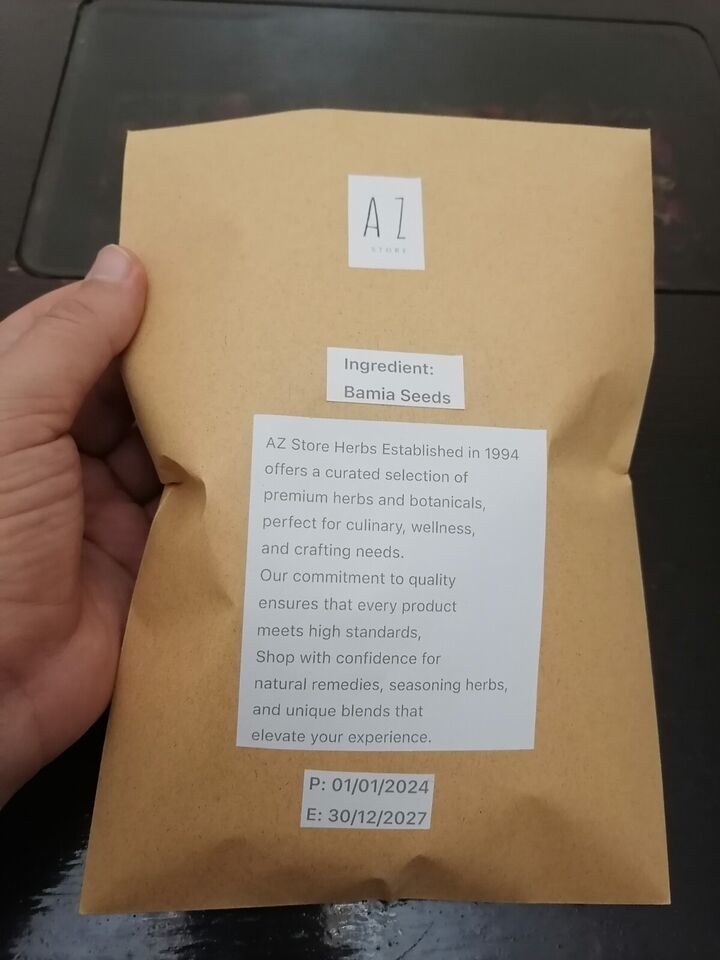 A Z
STORE
Ingredient:
Bamia Seeds
AZ Store Herbs Established in 1994
offers a curated selection of
premium herbs and botanicals,
perfect for culinary, wellness,
and crafting needs.
Our commitment to quality
ensures that every product
meets high standards,
Shop with confidence for
natural remedies, seasoning herbs,
and unique blends that
elevate your experience.
P: 01/01/2024
E: 30/12/2027